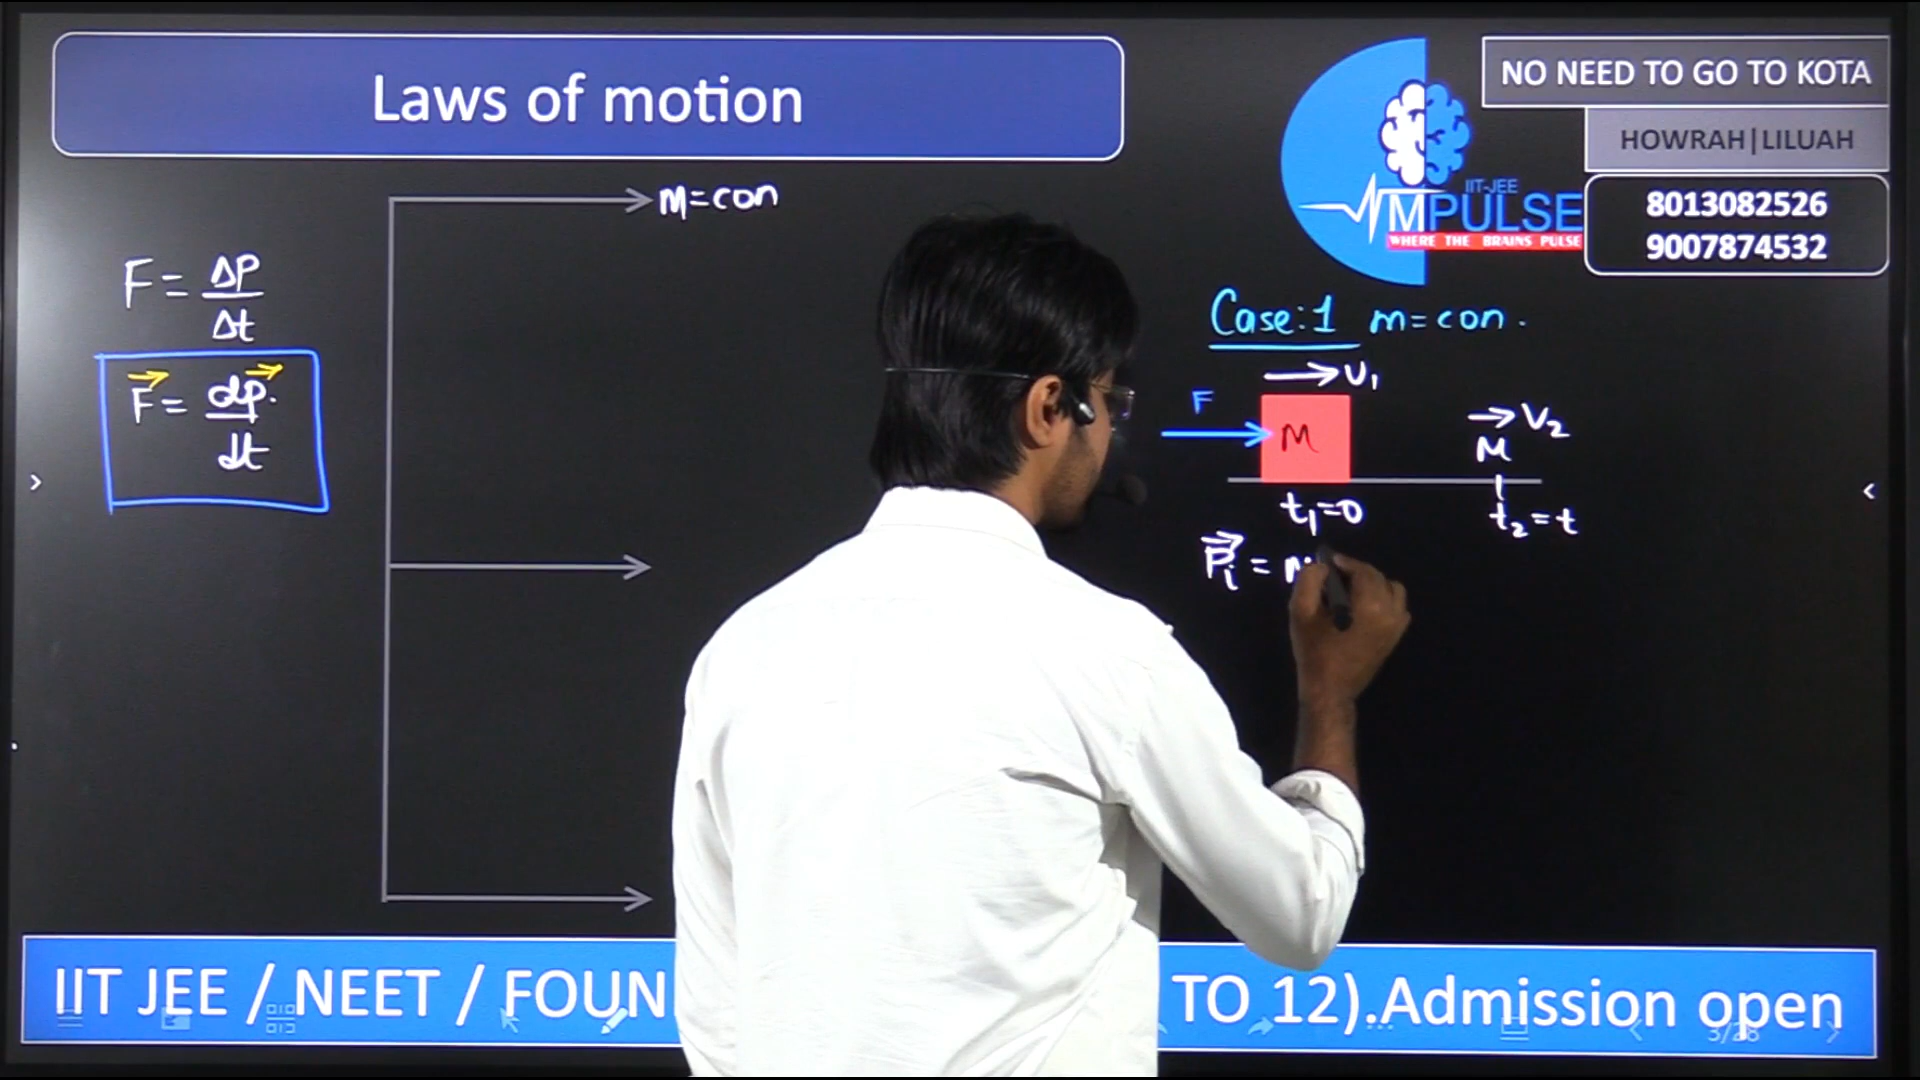 Laws of motion
NO NEED TO GO TO KOTA
HOWRAH|LILUAH
8013082526
9007874532
IIT-JEE
MPULSE
WHERE THE BRAINS PULSE
M=con
F = ΔP/Δt
F⃗ = dp⃗/dt
Case:1 m=con.
→ V₁
F
M
→ V₂
M
t₁=0
t₂=t
P⃗ᵢ =
IIT JEE / NEET / FOUN
TO 12).Admission open
3/28